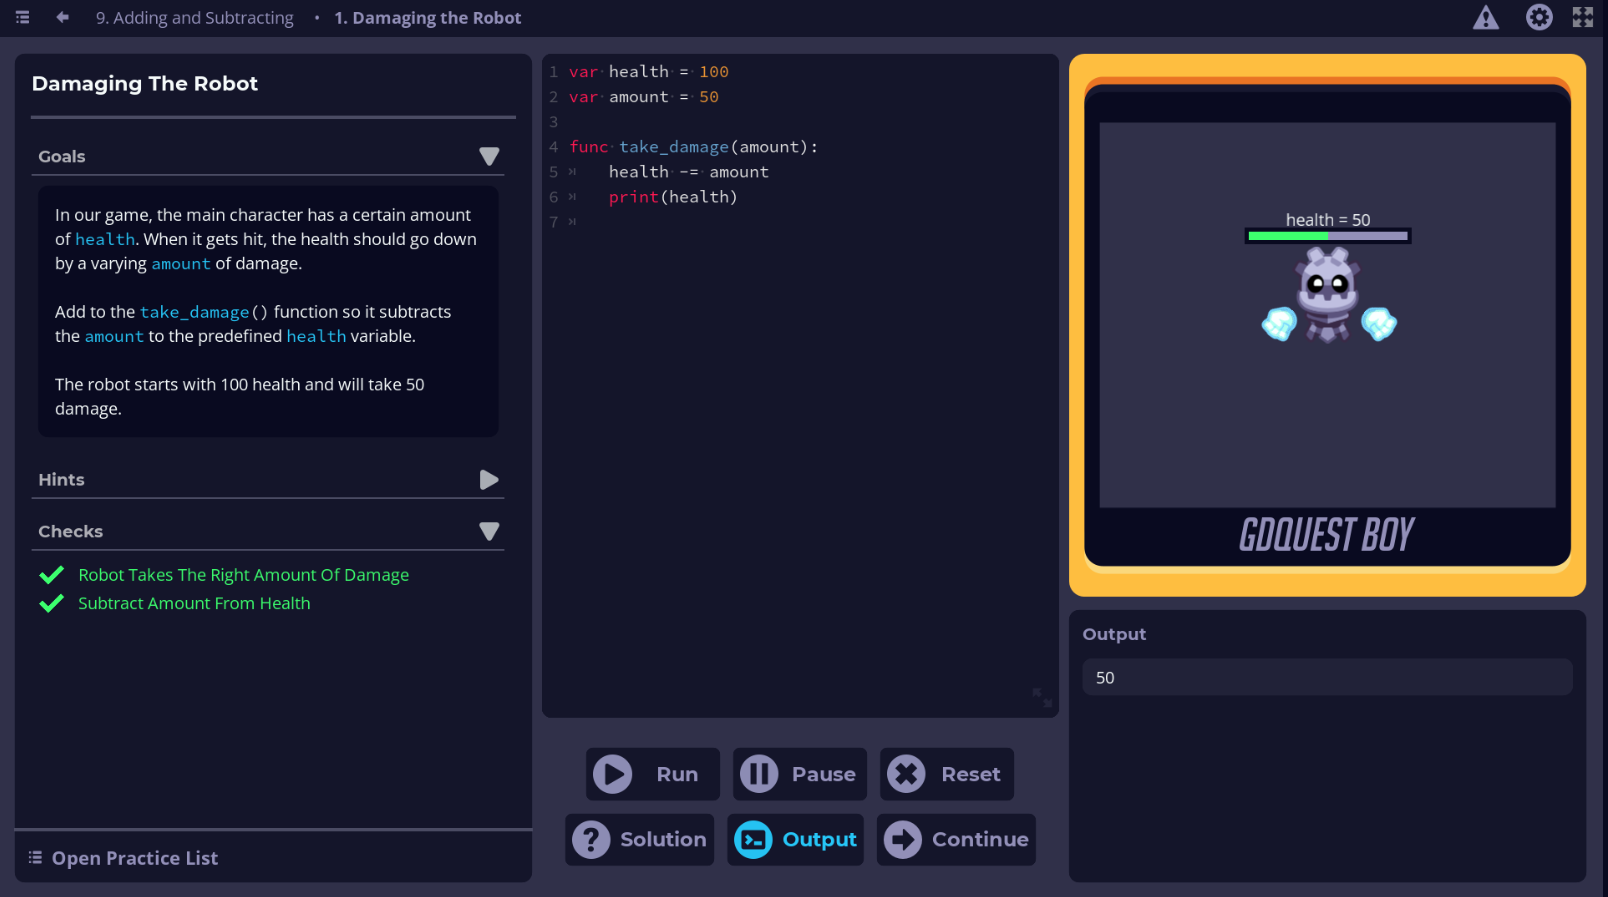 9. Adding and Subtracting • 1. Damaging the Robot
Damaging The Robot
Goals
In our game, the main character has a certain amount
of health. When it gets hit, the health should go down
by a varying amount of damage.
Add to the take_damage() function so it subtracts
the amount to the predefined health variable.
The robot starts with 100 health and will take 50
damage.
Hints
Checks
Robot Takes The Right Amount Of Damage
Subtract Amount From Health
Open Practice List
1 var health = 100
2 var amount = 50
3
4 func take_damage(amount):
5 health -= amount
6 print(health)
7
Run
Pause
Reset
Solution
Output
Continue
health = 50
GDQUEST BOY
Output
50